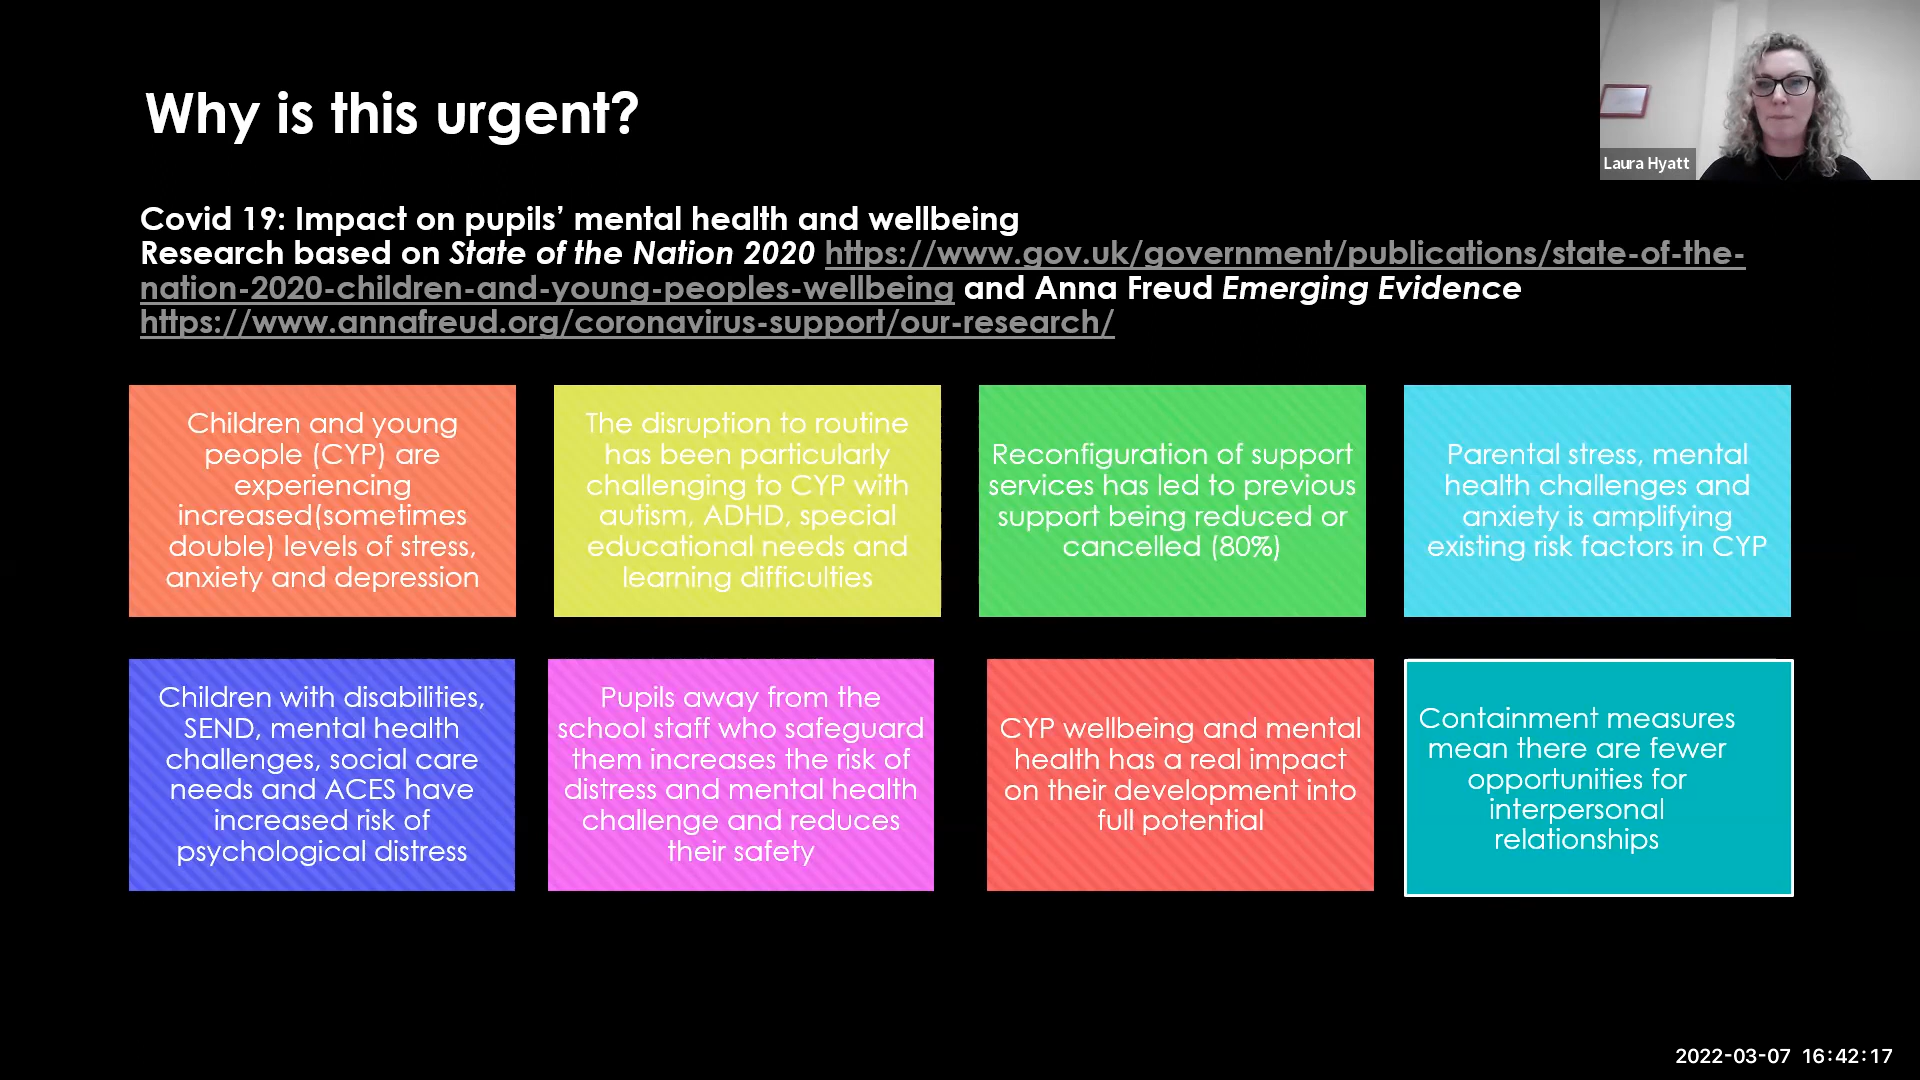 Why is this urgent?
Laura Hyatt
Covid 19: Impact on pupils’ mental health and wellbeing
Research based on State of the Nation 2020 https://www.gov.uk/government/publications/state-of-the-
nation-2020-children-and-young-peoples-wellbeing and Anna Freud Emerging Evidence
https://www.annafreud.org/coronavirus-support/our-research/
Children and young
people (CYP) are
experiencing
increased(sometimes
double) levels of stress,
anxiety and depression
The disruption to routine
has been particularly
challenging to CYP with
autism, ADHD, special
educational needs and
learning difficulties
Reconfiguration of support
services has led to previous
support being reduced or
cancelled (80%)
Parental stress, mental
health challenges and
anxiety is amplifying
existing risk factors in CYP
Children with disabilities,
SEND, mental health
challenges, social care
needs and ACES have
increased risk of
psychological distress
Pupils away from the
school staff who safeguard
them increases the risk of
distress and mental health
challenge and reduces
their safety
CYP wellbeing and mental
health has a real impact
on their development into
full potential
Containment measures
mean there are fewer
opportunities for
interpersonal
relationships
2022-03-07 16:42:17